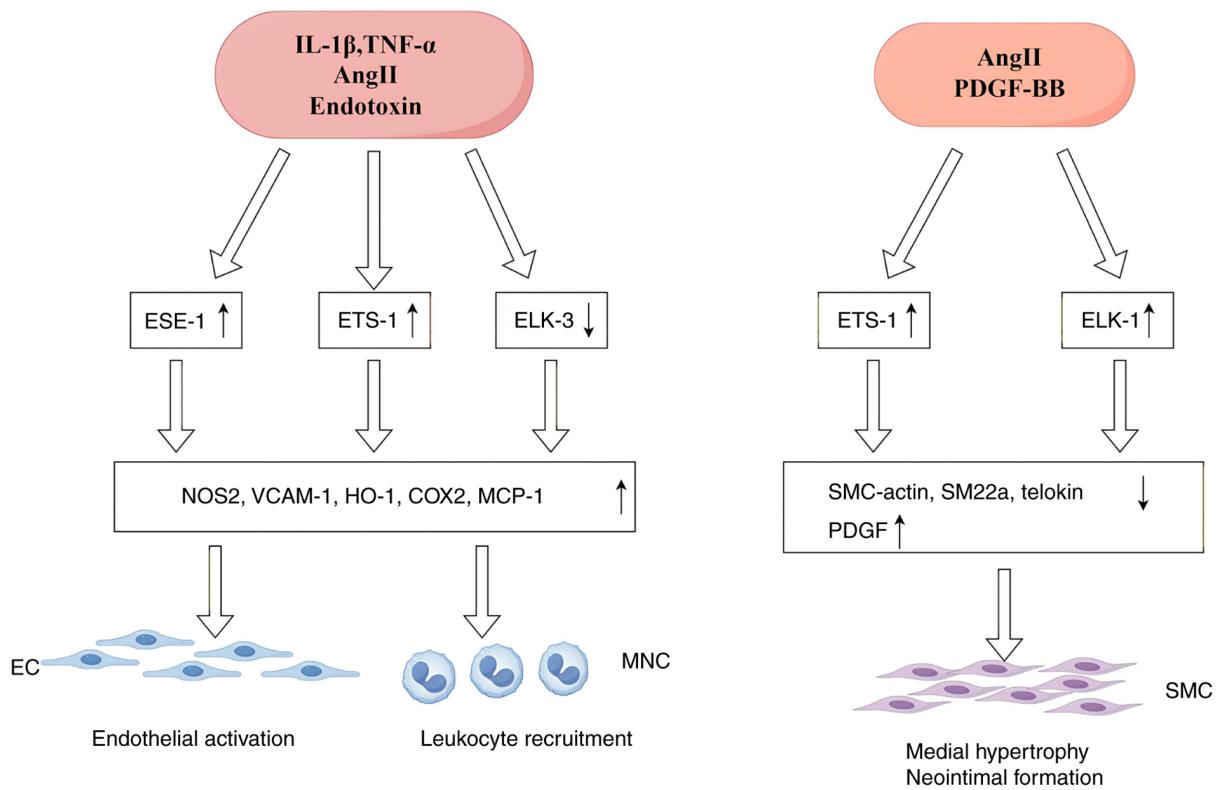 IL-1β,TNF-α
AngII
Endotoxin
AngII
PDGF-BB
ESE-1 ↑
ETS-1 ↑
ELK-3 ↓
ETS-1 ↑
ELK-1 ↑
NOS2, VCAM-1, HO-1, COX2, MCP-1 ↑
SMC-actin, SM22a, telokin ↓
PDGF ↑
EC
MNC
SMC
Endothelial activation
Leukocyte recruitment
Medial hypertrophy
Neointimal formation